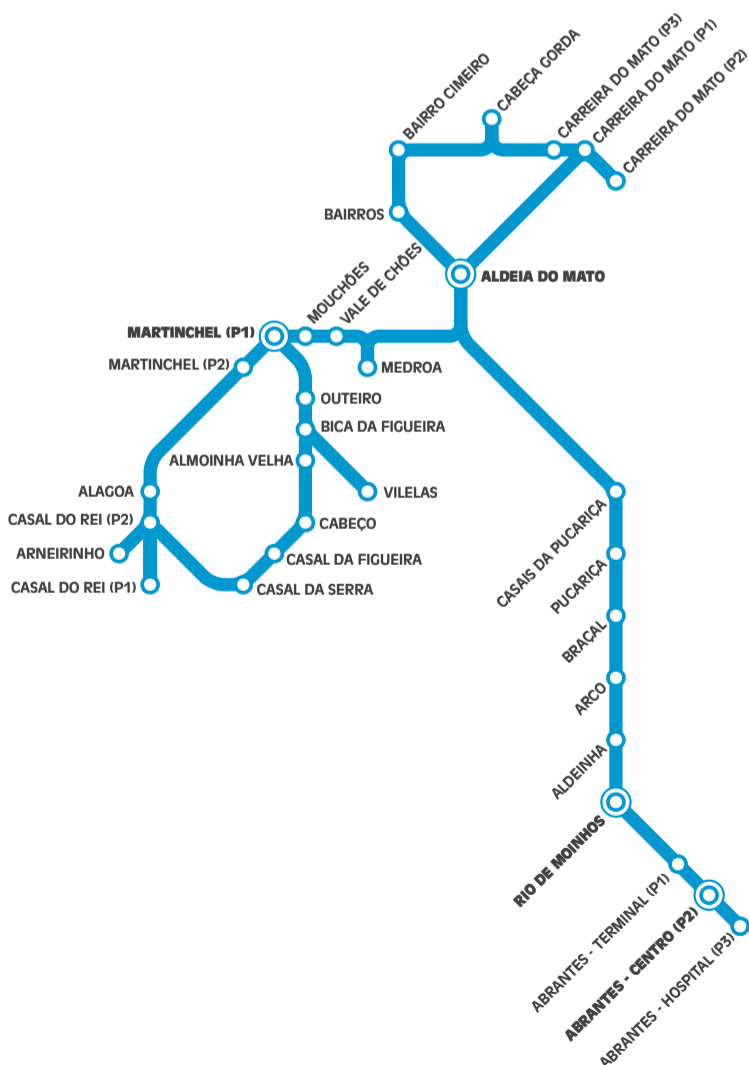 BAIRRO CIMEIRO
CABEÇA GORDA
CARREIRA DO MATO (P3)
CARREIRA DO MATO (P1)
CARREIRA DO MATO (P2)
BAIRROS
ALDEIA DO MATO
MOUCHÕES
VALE DE CHÕES
MARTINCHEL (P1)
MARTINCHEL (P2)
MEDROA
OUTEIRO
BICA DA FIGUEIRA
ALMOINHA VELHA
ALAGOA
VILELAS
CASAL DO REI (P2)
CABEÇO
ARNEIRINHO
CASAL DA FIGUEIRA
CASAL DO REI (P1)
CASAL DA SERRA
CASAIS DA PUCARIÇA
PUCARIÇA
BRAÇAL
ARCO
ALDEINHA
RIO DE MOINHOS
ABRANTES - TERMINAL (P1)
ABRANTES - CENTRO (P2)
ABRANTES - HOSPITAL (P3)